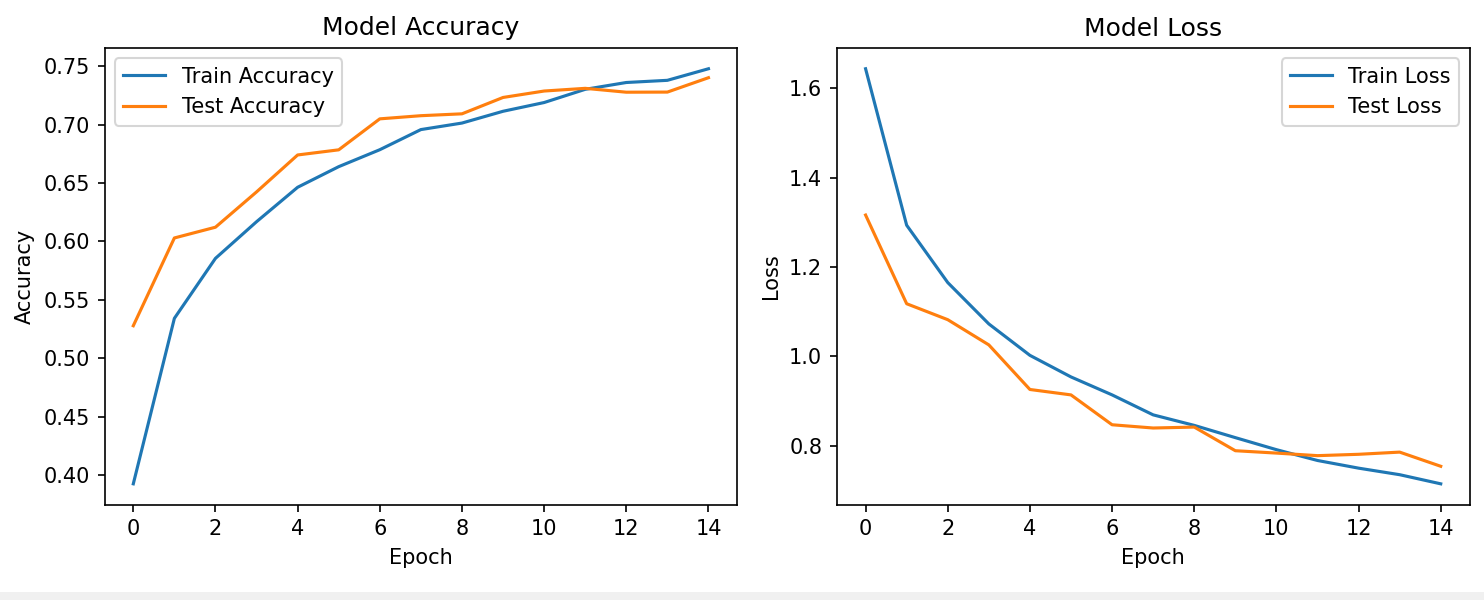 Model Accuracy
Train Accuracy
Test Accuracy
0.75
0.70
0.65
0.60
0.55
0.50
0.45
0.40
Accuracy
0 2 4 6 8 10 12 14
Epoch
Model Loss
Train Loss
Test Loss
1.6
1.4
1.2
1.0
0.8
Loss
0 2 4 6 8 10 12 14
Epoch